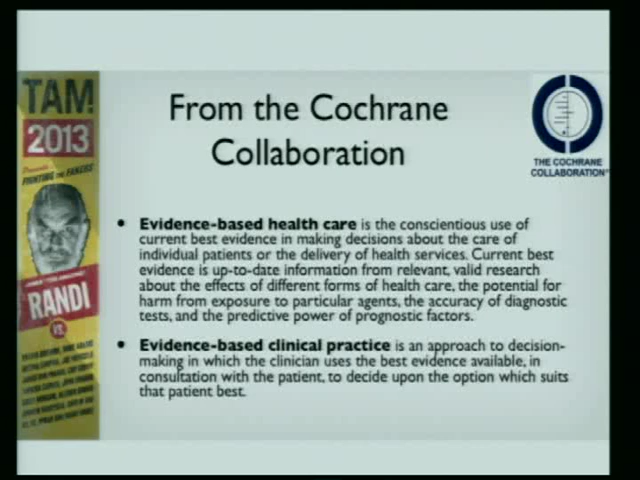 TAM!
2013
FIGHTING THE FAKERS
RANDI
VS.
From the Cochrane
Collaboration
THE COCHRANE
COLLABORATION®
• Evidence-based health care is the conscientious use of
current best evidence in making decisions about the care of
individual patients or the delivery of health services. Current best
evidence is up-to-date information from relevant, valid research
about the effects of different forms of health care, the potential for
harm from exposure to particular agents, the accuracy of diagnostic
tests, and the predictive power of prognostic factors.
• Evidence-based clinical practice is an approach to decision-
making in which the clinician uses the best evidence available, in
consultation with the patient, to decide upon the option which suits
that patient best.